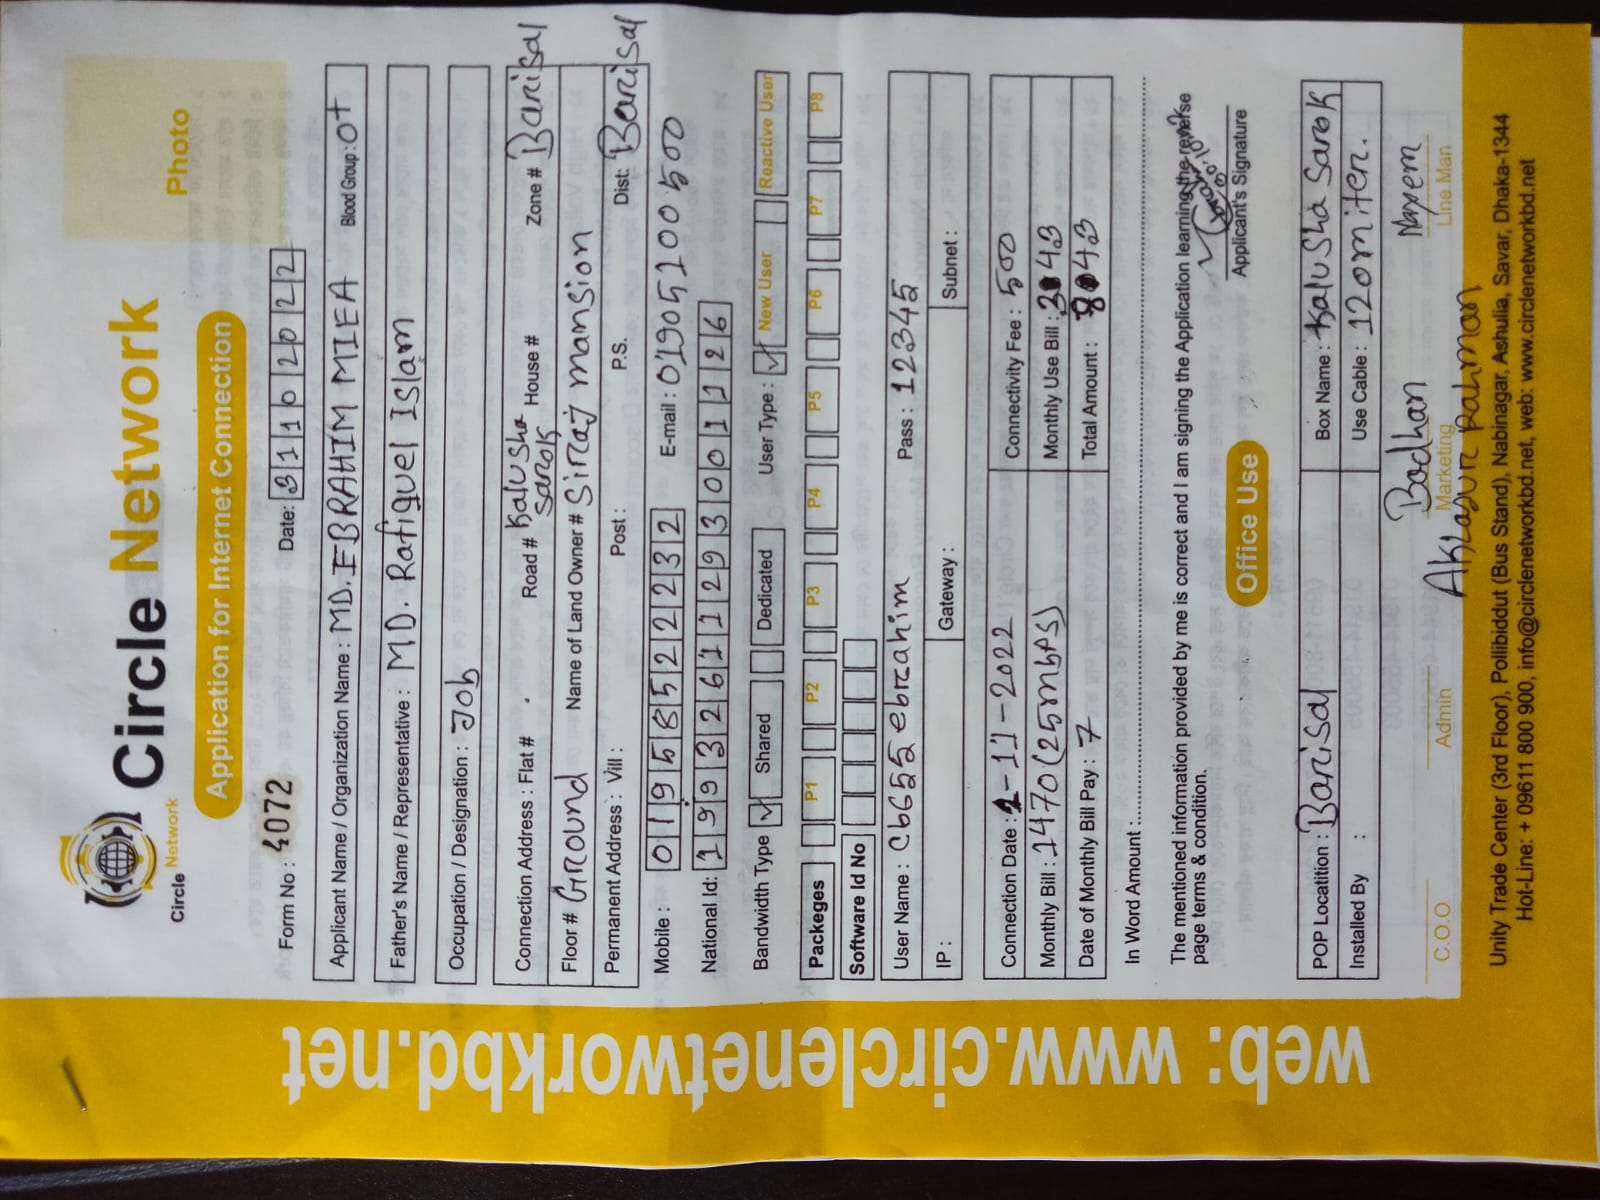 Circle Network
Circle Network
Photo
Application for Internet Connection
Form No : 4072 Date: 31102022
Applicant Name / Organization Name : MD. EBRAHIM MIEA Blood Group : O+
Father's Name / Representative : MD. Rafiquel Islam
Occupation / Designation : Job
Connection Address : Flat # Road # Kalusha Sarok House # Zone # Barisal
Floor # Ground Name of Land Owner # Siraj mansion
Permanent Address : Vill : Post : P.S. Dist: Barisal
Mobile : 01958522232 E-mail : 01905100500
National Id: 19932611293011126
Bandwidth Type Shared Dedicated User Type : New User Reactive User
Packeges P1 P2 P3 P4 P5 P6 P7 P8
Software Id No
User Name : cb655ebrahim Pass : 12345
IP : Gateway : Subnet :
Connection Date : 1-11-2022 Connectivity Fee : 500
Monthly Bill : 1470 (25mbps) Monthly Use Bill : 343
Date of Monthly Bill Pay : 7 Total Amount : 843
In Word Amount :
The mentioned information provided by me is correct and I am signing the Application learning the reverse
page terms & condition.
Applicant's Signature
Office Use
POP Locatition : Barisal Box Name : Kalusha Sarok
Installed By : Use Cable : 120 miter.
Bodhan
C.O.O Admin Marketing Line Man
Aklasur Rahman
Unity Trade Center (3rd Floor), Pollibiddut (Bus Stand), Nabinagar, Ashulia, Savar, Dhaka-1344
Hot-Line: + 09611 800 900, info@circlenetworkbd.net, web: www.circlenetworkbd.net
web: www.circlenetworkbd.net